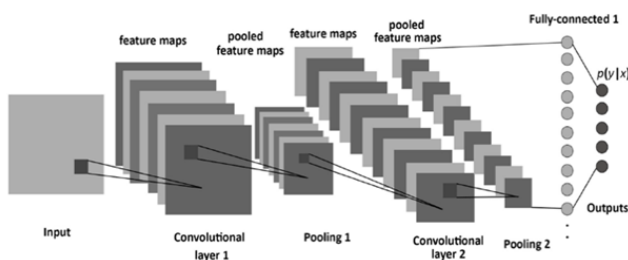 Fully-connected 1
feature maps
pooled
feature maps
feature maps
pooled
feature maps
p(y|x)
Input
Convolutional
layer 1
Pooling 1
Convolutional
layer 2
Pooling 2
Outputs